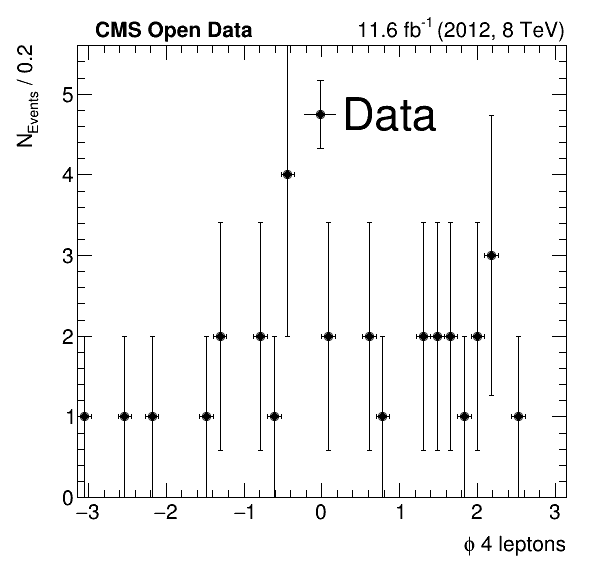 CMS Open Data 11.6 fb⁻¹ (2012, 8 TeV)
N_Events / 0.2
Data
5
4
3
2
1
0
−3 −2 −1 0 1 2 3
ϕ 4 leptons